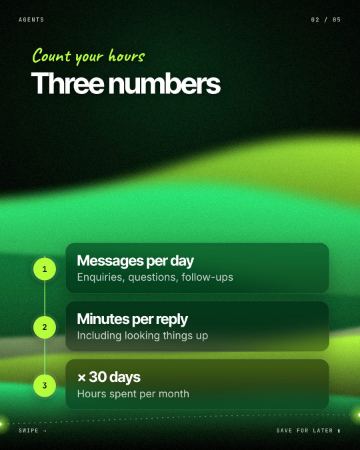 AGENTS
02 / 05
Count your hours
Three numbers
1
Messages per day
Enquiries, questions, follow-ups
2
Minutes per reply
Including looking things up
3
× 30 days
Hours spent per month
SWIPE →
SAVE FOR LATER